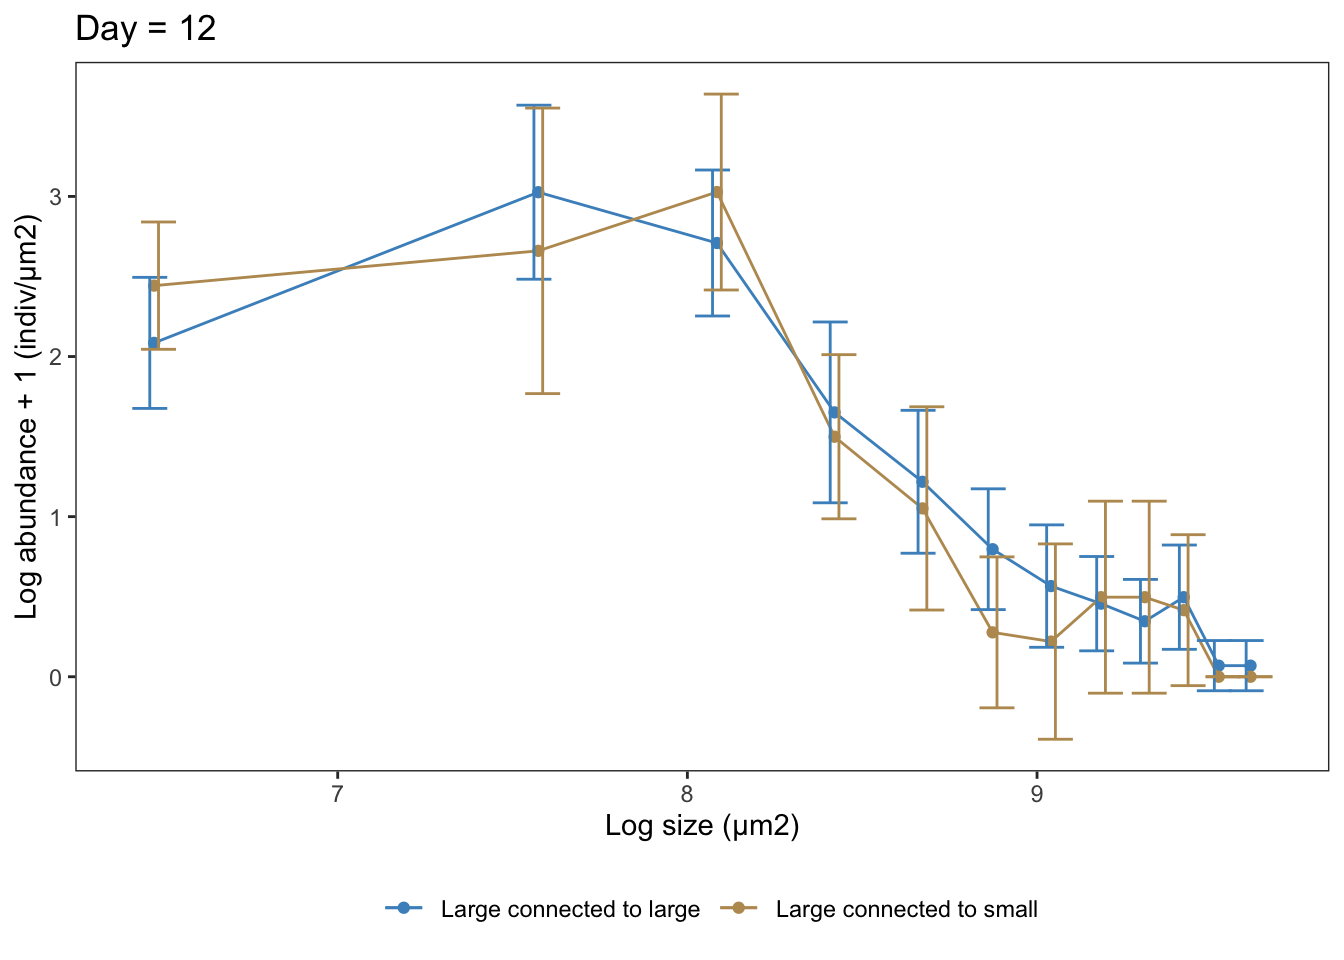 Day = 12
Log abundance + 1 (indiv/µm2)
3
2
1
0
7 8 9
Log size (µm2)
Large connected to large Large connected to small